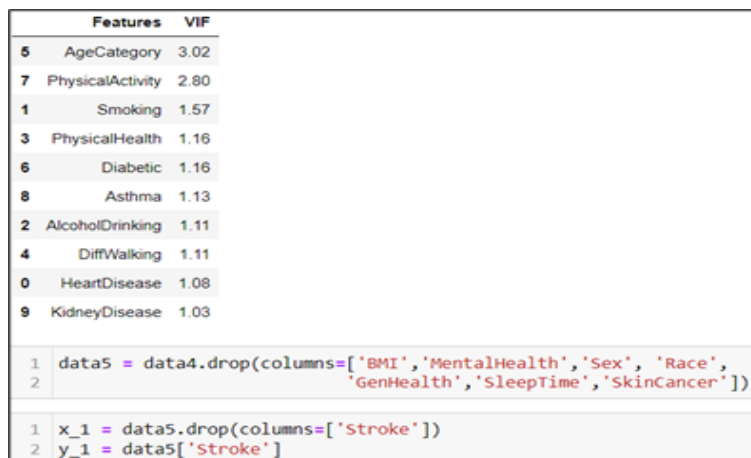 Features VIF
5 AgeCategory 3.02
7 PhysicalActivity 2.80
1 Smoking 1.57
3 PhysicalHealth 1.16
6 Diabetic 1.16
8 Asthma 1.13
2 AlcoholDrinking 1.11
4 DiffWalking 1.11
0 HeartDisease 1.08
9 KidneyDisease 1.03
1 data5 = data4.drop(columns=['BMI','MentalHealth','Sex', 'Race',
2 'GenHealth','SleepTime','SkinCancer'])
1 x_1 = data5.drop(columns=['Stroke'])
2 y_1 = data5['Stroke']